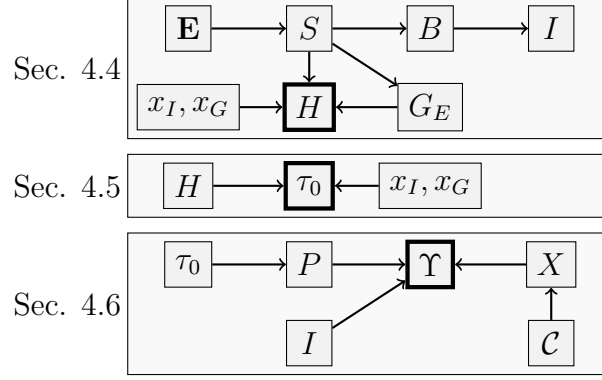 E S B I
Sec. 4.4
x_I, x_G H G_E
Sec. 4.5 H τ_0 x_I, x_G
τ_0 P Υ X
Sec. 4.6
I 𝒞